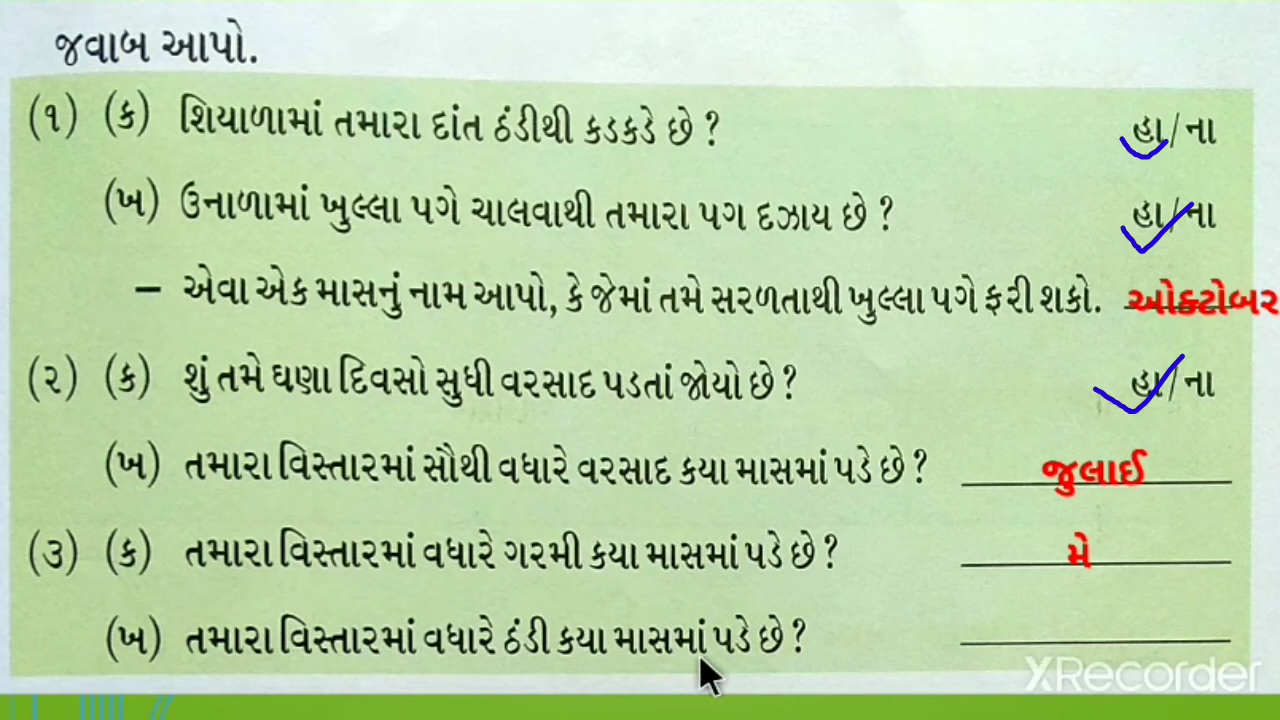 જવાબ આપો.
(૧) (ક) શિયાળામાં તમારા દાંત ઠંડીથી કડકડે છે ? હા/ના
(ખ) ઉનાળામાં ખુલ્લા પગે ચાલવાથી તમારા પગ દઝાય છે ? હા/ના
– એવા એક માસનું નામ આપો, કે જેમાં તમે સરળતાથી ખુલ્લા પગે ફરી શકો. ઓક્ટોબર
(૨) (ક) શું તમે ઘણા દિવસો સુધી વરસાદ પડતાં જોયો છે ? હા/ના
(ખ) તમારા વિસ્તારમાં સૌથી વધારે વરસાદ કયા માસમાં પડે છે ? જુલાઈ
(૩) (ક) તમારા વિસ્તારમાં વધારે ગરમી કયા માસમાં પડે છે ? મે
(ખ) તમારા વિસ્તારમાં વધારે ઠંડી કયા માસમાં પડે છે ?
XRecorder